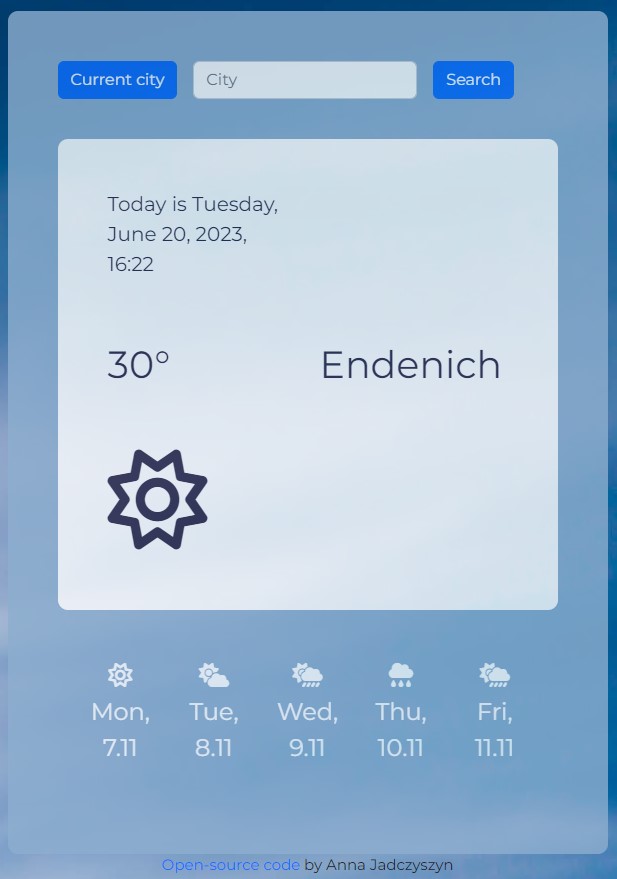 Current city City Search
Today is Tuesday,
June 20, 2023,
16:22
30° Endenich
Mon, Tue, Wed, Thu, Fri,
7.11 8.11 9.11 10.11 11.11
Open-source code by Anna Jadczyszyn